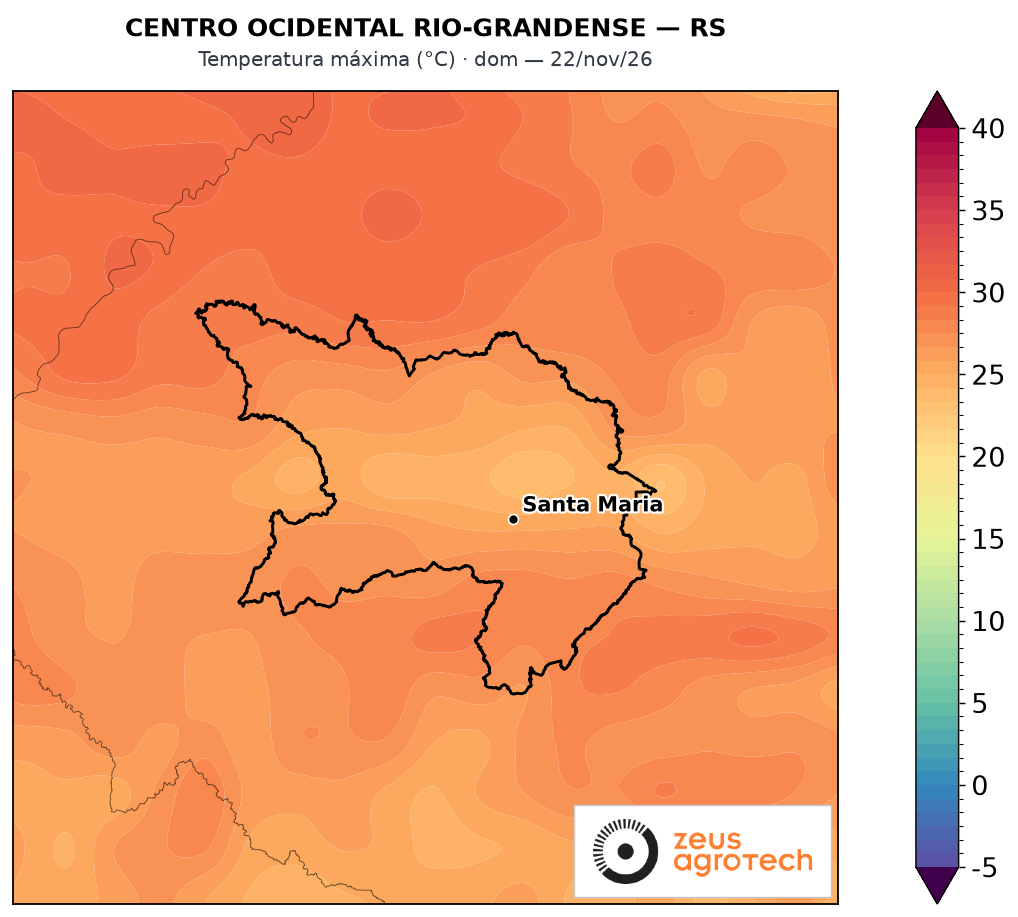 CENTRO OCIDENTAL RIO-GRANDENSE — RS
Temperatura máxima (°C) · dom — 22/nov/26
40
35
30
25
20
15
10
5
0
-5
Santa Maria
zeus
agrotech